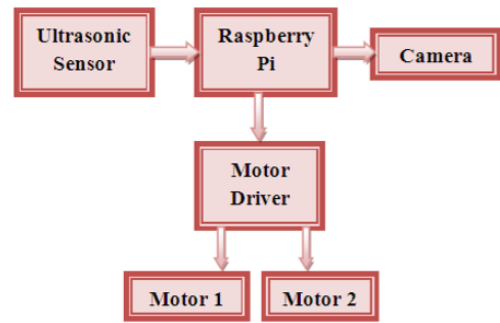 Ultrasonic
Sensor
Raspberry
Pi
Camera
Motor
Driver
Motor 1
Motor 2